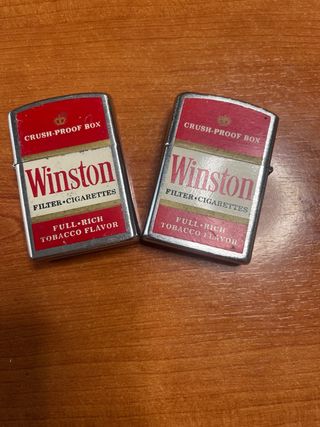 CRUSH-PROOF BOX
Winston
FILTER•CIGARETTES
FULL•RICH
TOBACCO FLAVOR
CRUSH-PROOF BOX
Winston
FILTER•CIGARETTES
FULL•RICH
TOBACCO FLAVOR